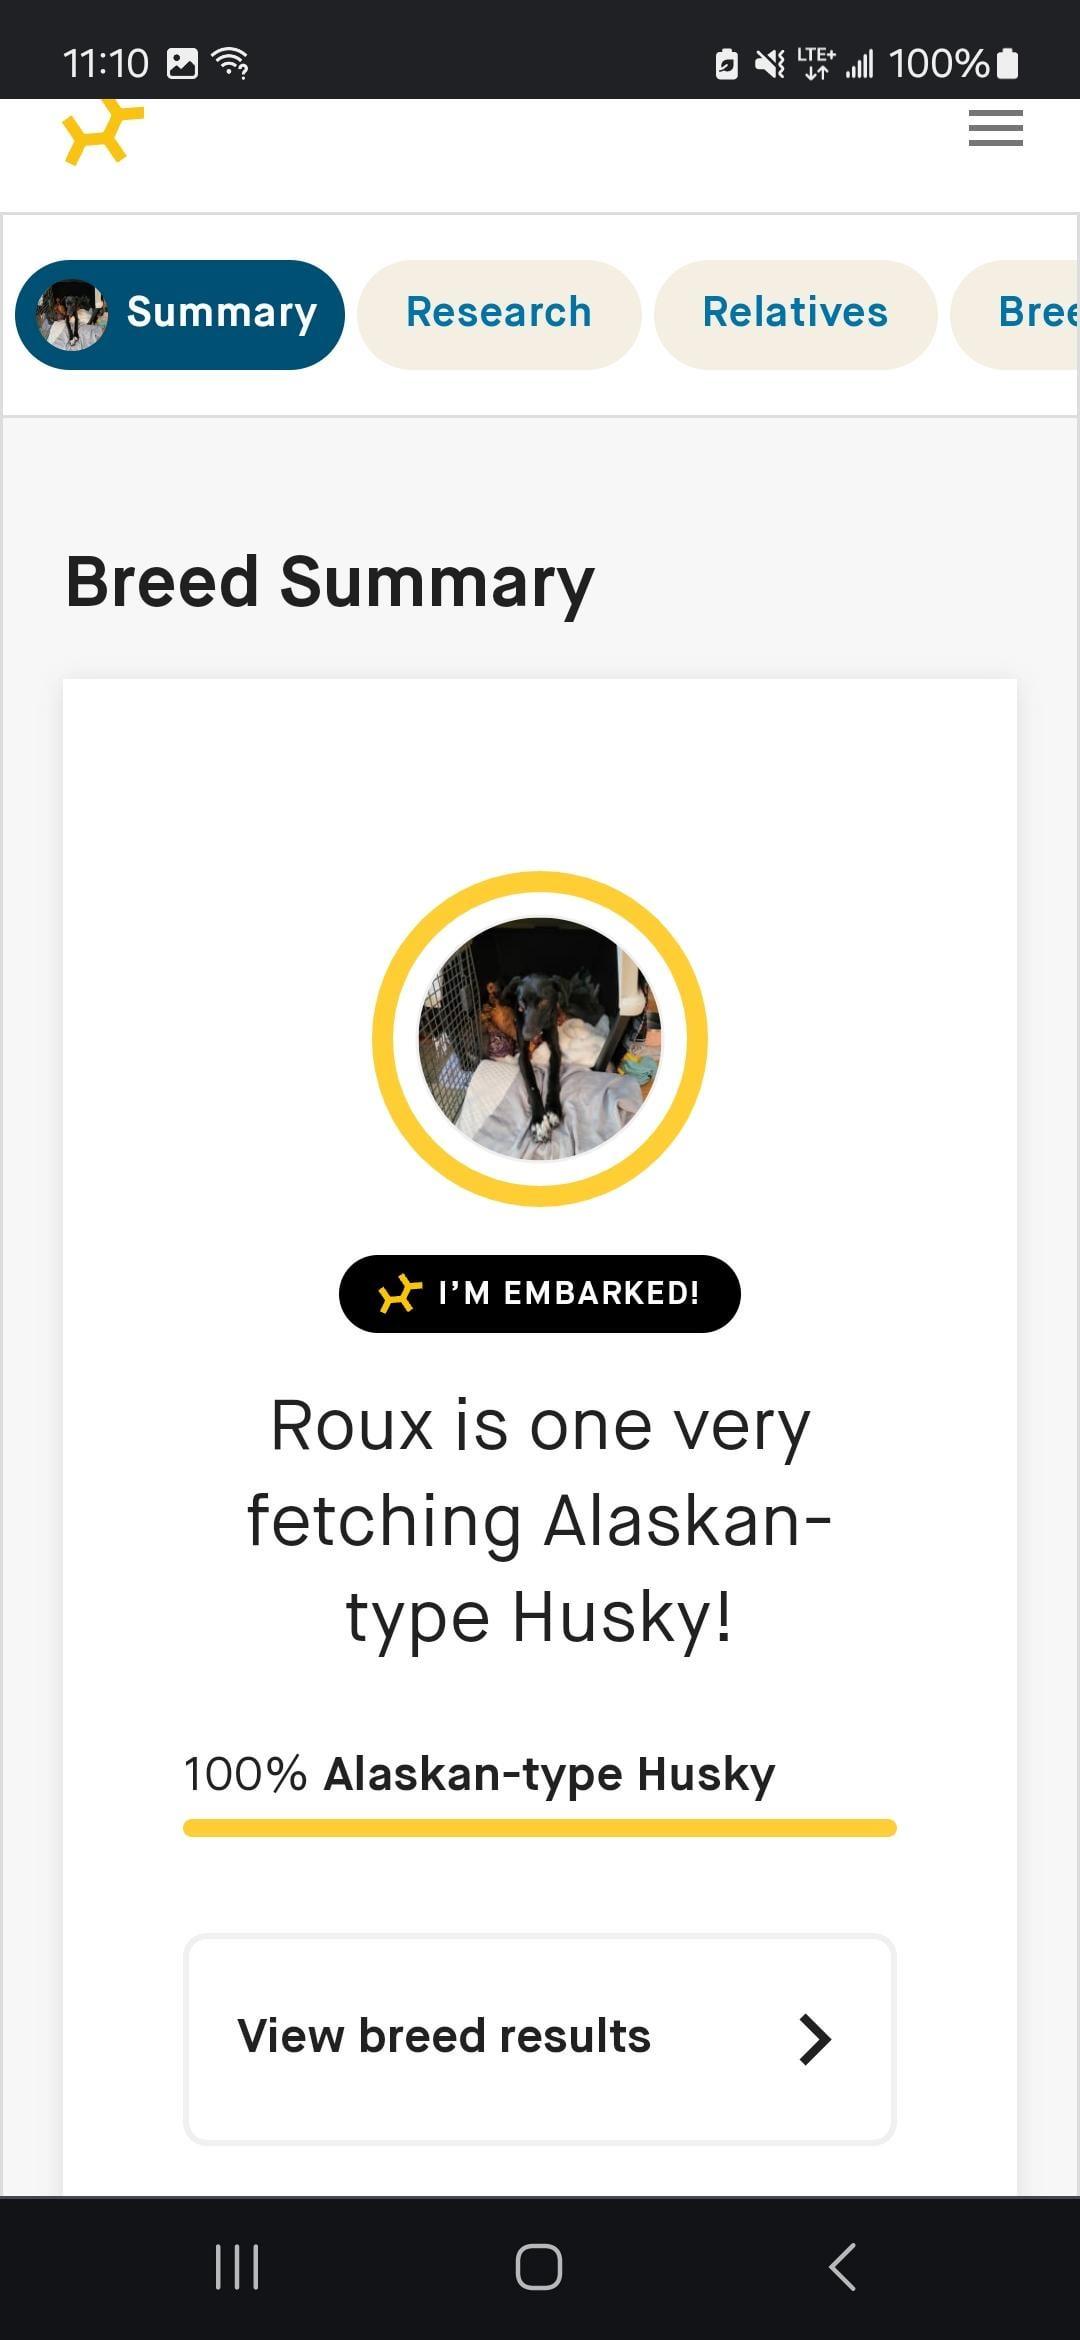 11:10 LTE+ 100%
Summary Research Relatives Bree
Breed Summary
I'M EMBARKED!
Roux is one very
fetching Alaskan-
type Husky!
100% Alaskan-type Husky
View breed results